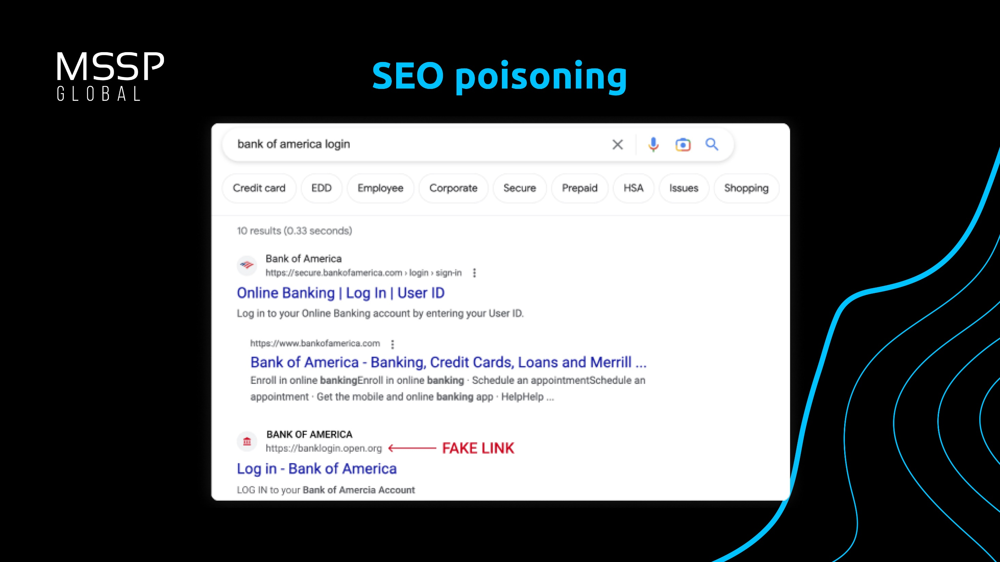 MSSP
GLOBAL
SEO poisoning
bank of america login
Credit card EDD Employee Corporate Secure Prepaid HSA Issues Shopping
10 results (0.33 seconds)
Bank of America
https://secure.bankofamerica.com › login › sign-in
Online Banking | Log In | User ID
Log in to your Online Banking account by entering your User ID.
https://www.bankofamerica.com
Bank of America - Banking, Credit Cards, Loans and Merrill ...
Enroll in online bankingEnroll in online banking · Schedule an appointmentSchedule an
appointment · Get the mobile and online banking app · HelpHelp ...
BANK OF AMERICA
https://banklogin.open.org FAKE LINK
Log in - Bank of America
LOG IN to your Bank of Amercia Account